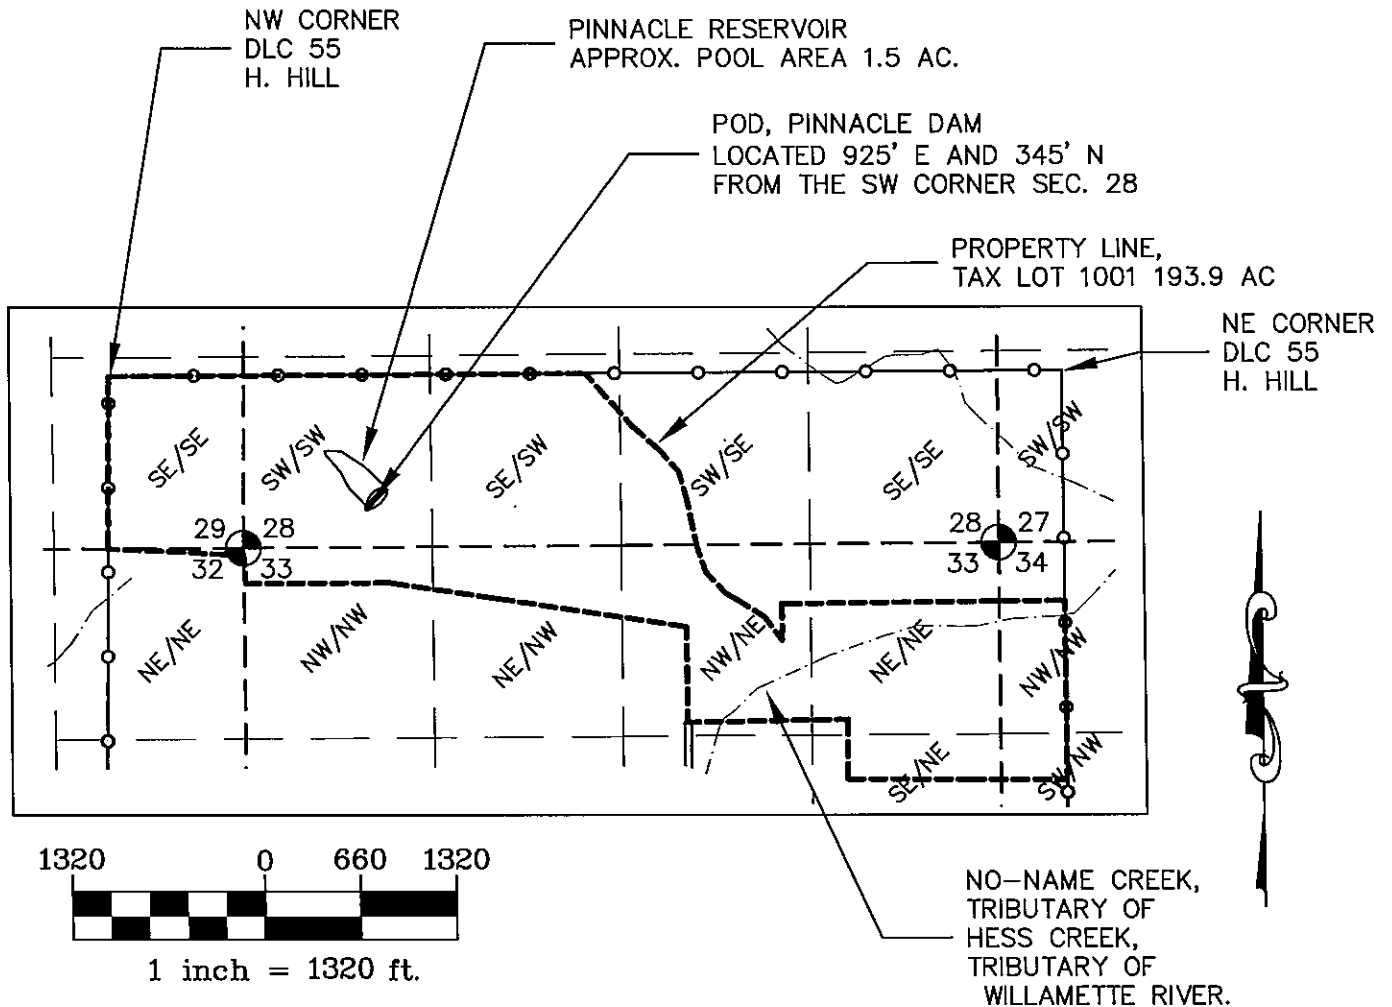 NW CORNER
DLC 55
H. HILL
PINNACLE RESERVOIR
APPROX. POOL AREA 1.5 AC.
POD, PINNACLE DAM
LOCATED 925' E AND 345' N
FROM THE SW CORNER SEC. 28
PROPERTY LINE,
TAX LOT 1001 193.9 AC
NE CORNER
DLC 55
H. HILL
SE/SE
SW/SW
SE/SW
SW/SE
SE/SE
SW/SW
29 28
32 33
28 27
33 34
NE/NE
NW/NW
NE/NW
NW/NE
NE/NE
NW/NW
SE/NE
SW/NW
1320 0 660 1320
1 inch = 1320 ft.
NO-NAME CREEK,
TRIBUTARY OF
HESS CREEK,
TRIBUTARY OF
WILLAMETTE RIVER.